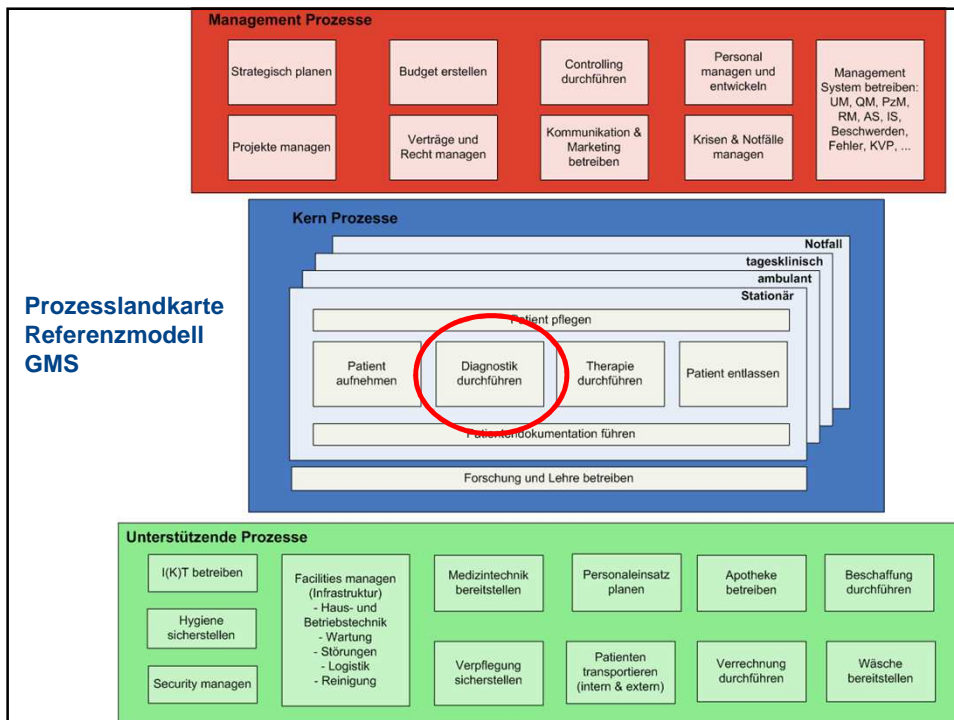 Management Prozesse
Strategisch planen
Budget erstellen
Controlling
durchführen
Personal
managen und
entwickeln
Management
System betreiben:
UM, QM, PzM,
RM, AS, IS,
Beschwerden,
Fehler, KVP, ...
Projekte managen
Verträge und
Recht managen
Kommunikation &
Marketing
betreiben
Krisen & Notfälle
managen
Prozesslandkarte
Referenzmodell
GMS
Kern Prozesse
Notfall
tagesklinisch
ambulant
Stationär
Patient pflegen
Patient
aufnehmen
Diagnostik
durchführen
Therapie
durchführen
Patient entlassen
Patientendokumentation führen
Forschung und Lehre betreiben
Unterstützende Prozesse
I(K)T betreiben
Hygiene
sicherstellen
Security managen
Facilities managen
(Infrastruktur)
- Haus- und
Betriebstechnik
- Wartung
- Störungen
- Logistik
- Reinigung
Medizintechnik
bereitstellen
Personaleinsatz
planen
Apotheke
betreiben
Beschaffung
durchführen
Verpflegung
sicherstellen
Patienten
transportieren
(intern & extern)
Verrechnung
durchführen
Wäsche
bereitstellen